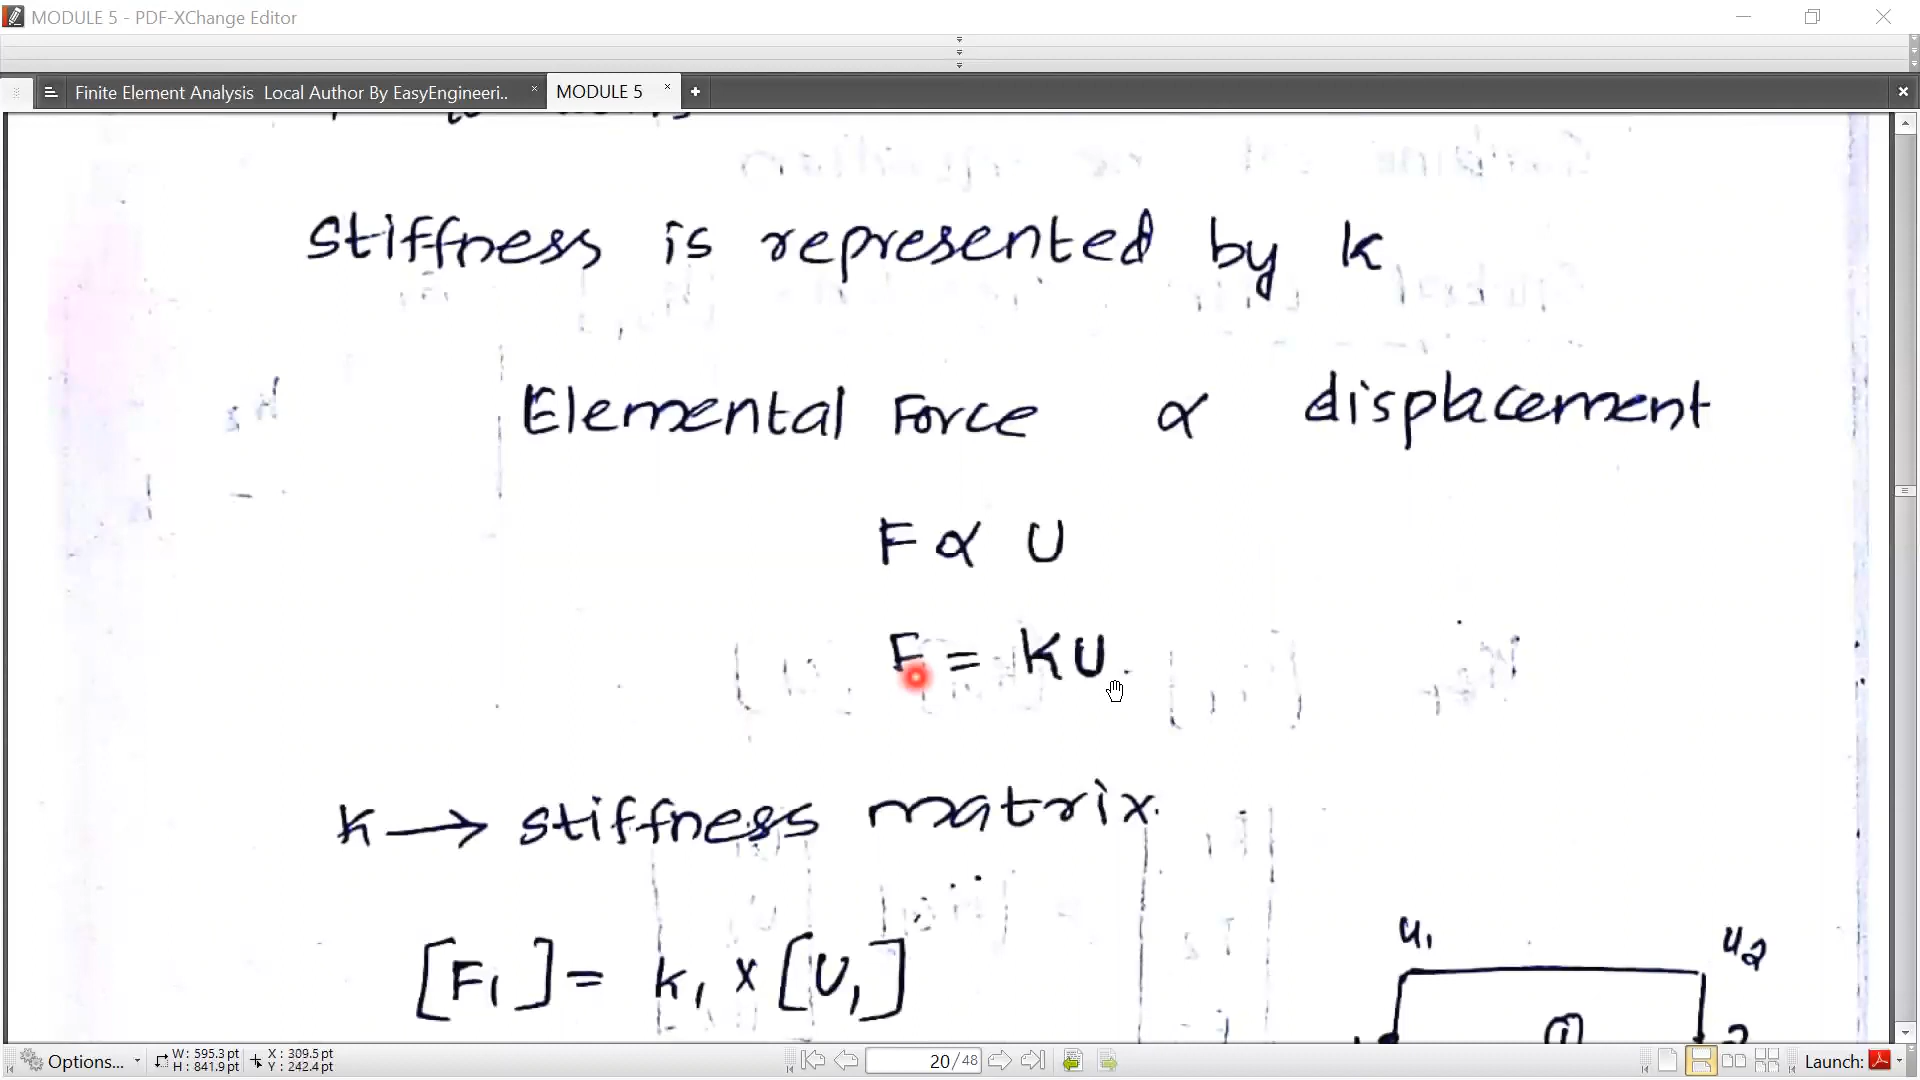 MODULE 5 - PDF-XChange Editor
Finite Element Analysis Local Author By EasyEngineeri..
MODULE 5
stiffness is represented by k
Elemental Force ∝ displacement
F ∝ U
F = KU.
k → stiffness matrix.
[F1] = k1 × [U1]
u1 u2
1
2
Options...
W: 595.3 pt
H: 841.9 pt
X: 309.5 pt
Y: 242.4 pt
20 / 48
Launch: